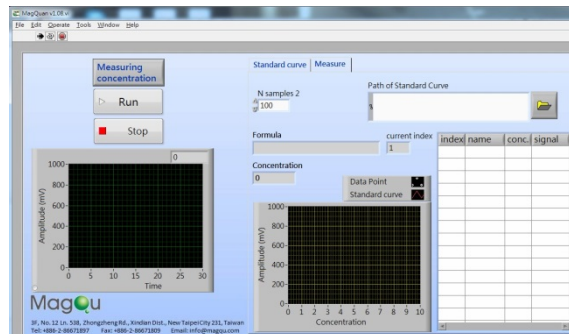 MagQuan v1.08.vi
File Edit Operate Tools Window Help
Measuring
concentration
Run
Stop
Standard curve Measure
N samples 2
100
Path of Standard Curve
Formula
current index
1
Concentration
0
index name conc. signal
Data Point
Standard curve
0
Amplitude (mV)
1000
800
600
400
200
0
0 5 10 15 20 25 30
Time
Amplitude (mV)
1000
800
600
400
200
0
0 1 2 3 4 5 6 7 8 9 10
Concentration
MagQu
3F, No. 12 Ln. 538, Zhongzheng Rd., Xindian Dist., New Taipei City 231, Taiwan
Tel: +886-2-86671897 Fax: +886-2-86671809 Email: info@magqu.com